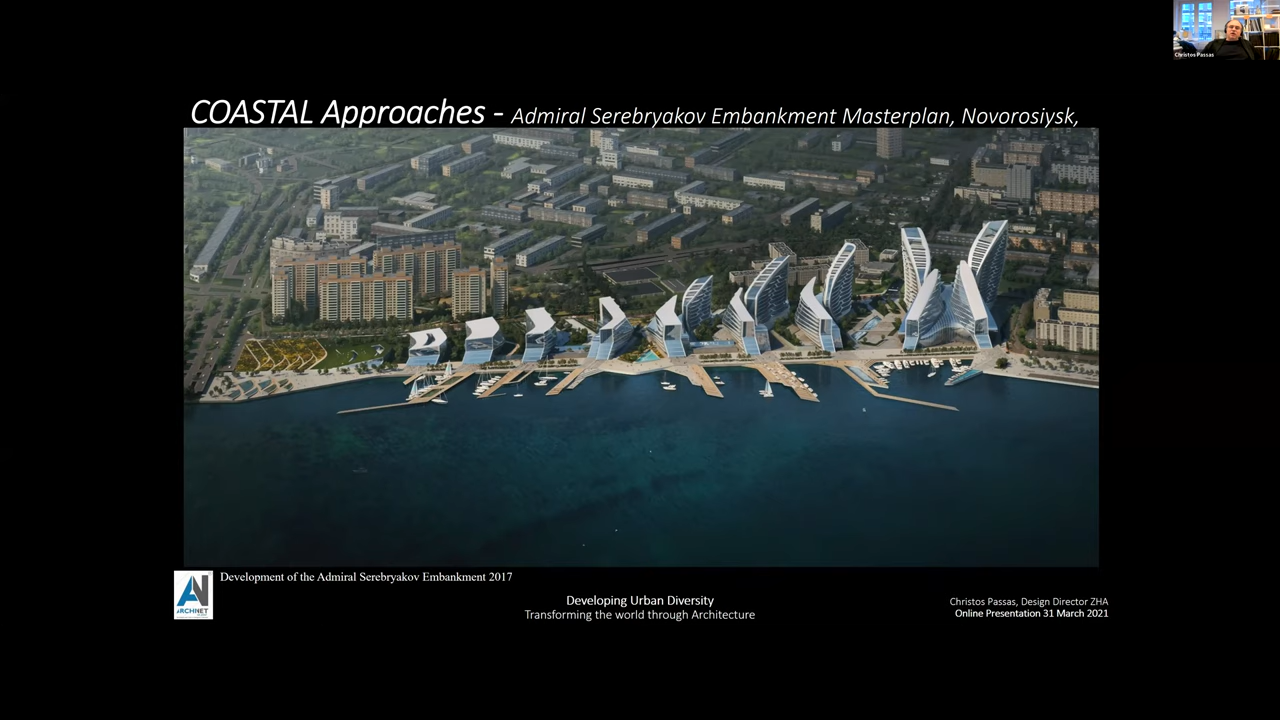 Christos Passas
COASTAL Approaches - Admiral Serebryakov Embankment Masterplan, Novorosiysk,
Development of the Admiral Serebryakov Embankment 2017
AN
ARCHNET
Developing Urban Diversity
Transforming the world through Architecture
Christos Passas, Design Director ZHA
Online Presentation 31 March 2021